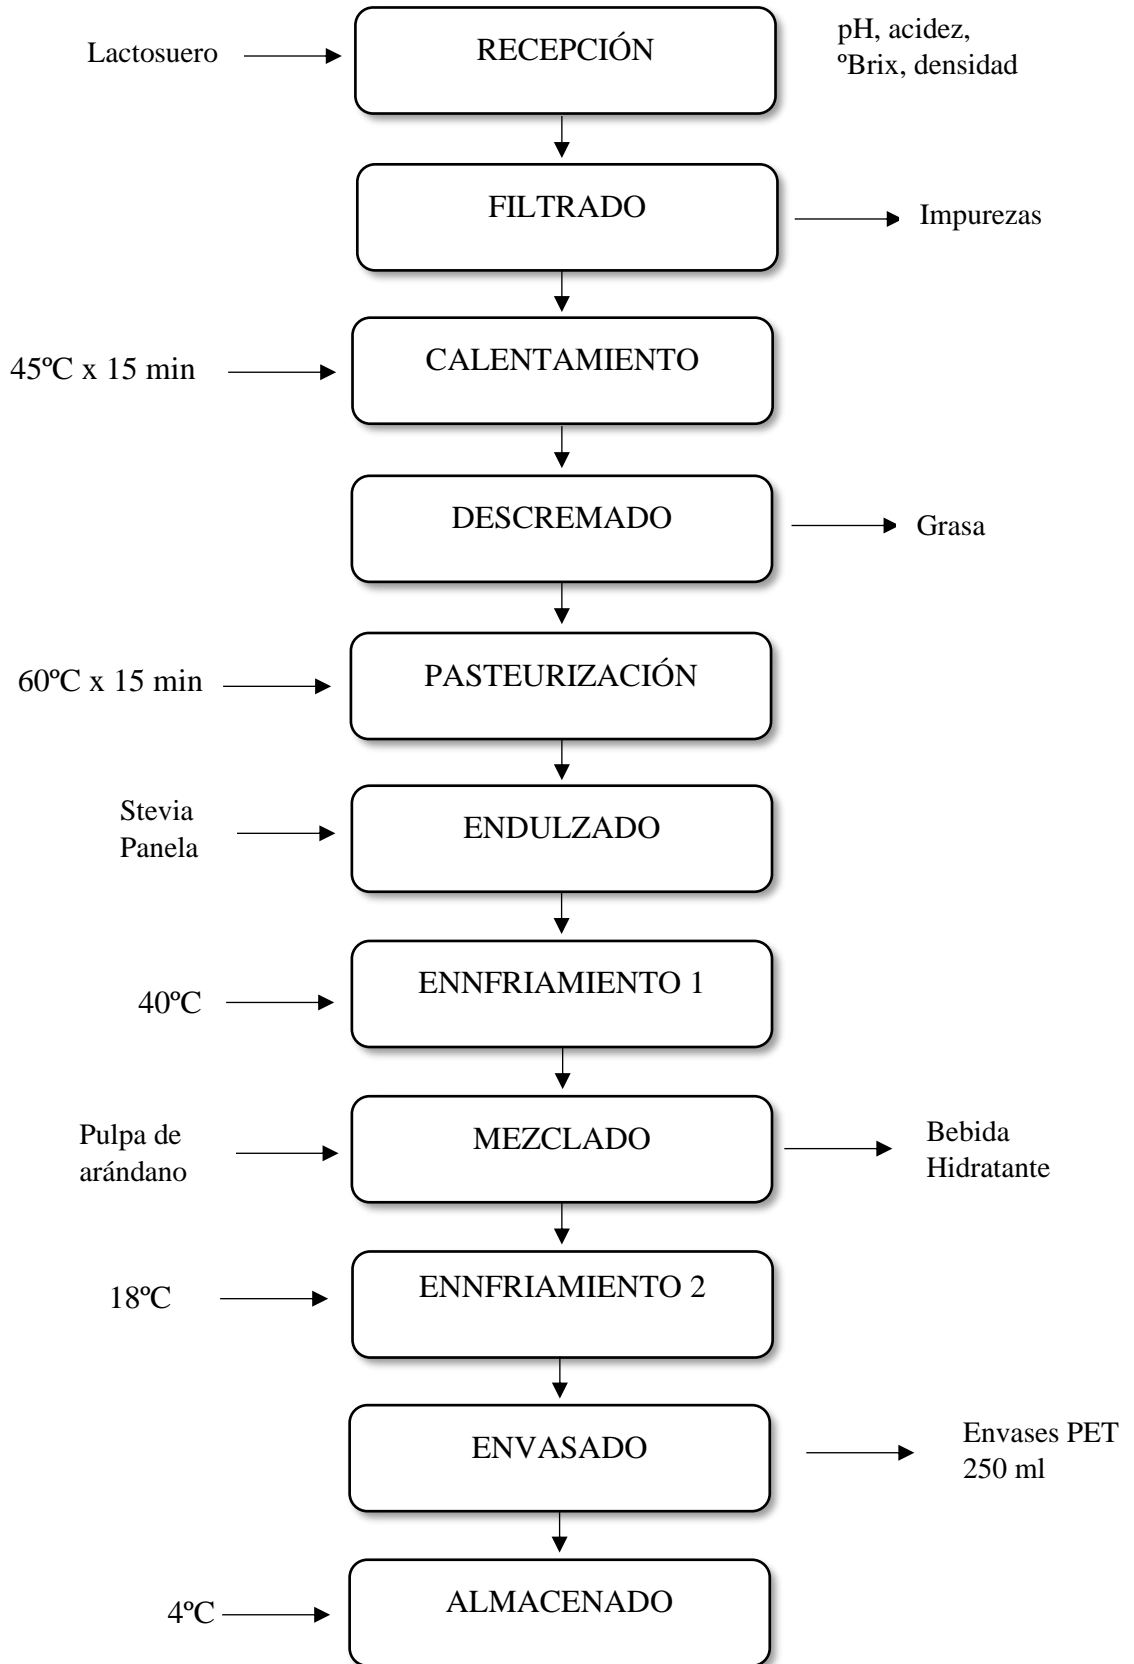 Lactosuero
RECEPCIÓN
pH, acidez,
ºBrix, densidad
FILTRADO
Impurezas
45ºC x 15 min
CALENTAMIENTO
DESCREMADO
Grasa
60ºC x 15 min
PASTEURIZACIÓN
Stevia
Panela
ENDULZADO
40ºC
ENNFRIAMIENTO 1
Pulpa de
arándano
MEZCLADO
Bebida
Hidratante
18ºC
ENNFRIAMIENTO 2
ENVASADO
Envases PET
250 ml
4ºC
ALMACENADO